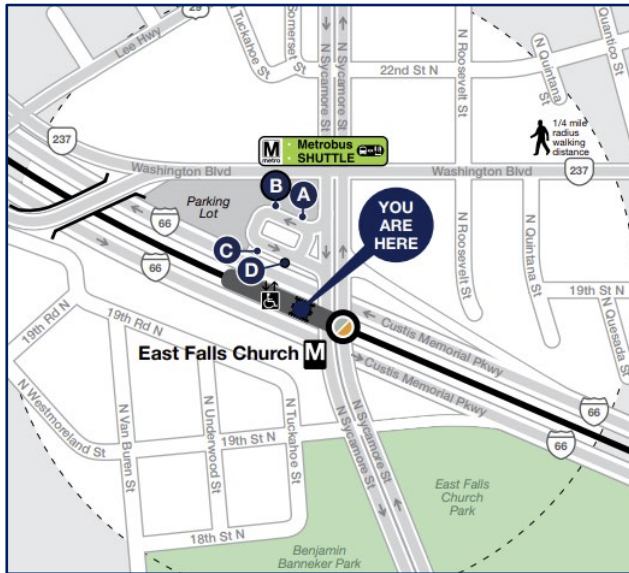 29
Lee Hwy
N Tuckahoe St
Somerset St
N Sycamore St
N Sycamore St
22nd St N
N Roosevelt St
N Quintana St
Quantico St
237
M
metro
Metrobus
SHUTTLE
1/4 mile
radius
walking
distance
Washington Blvd
Washington Blvd
237
Parking
Lot
B
A
YOU
ARE
HERE
66
66
C
D
N Roosevelt St
N Quintana St
19th St N
N Quesada St
19th Rd N
19th Rd N
East Falls Church M
Custis Memorial Pkwy
Custis Memorial Pkwy
66
66
N Westmoreland St
N Van Buren St
N Underwood St
N Tuckahoe St
19th St N
N Sycamore St
N Sycamore St
18th St N
East Falls
Church
Park
Benjamin
Banneker Park